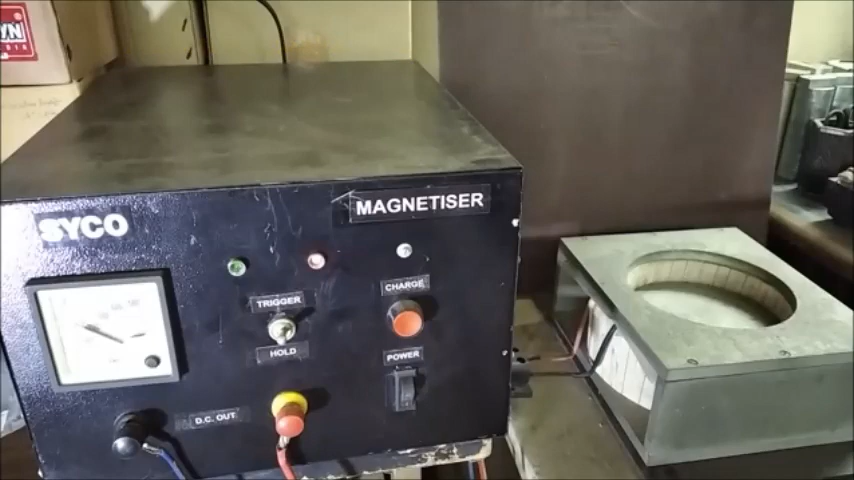 SYCO
MAGNETISER
TRIGGER
HOLD
CHARGE
POWER
D.C. OUT